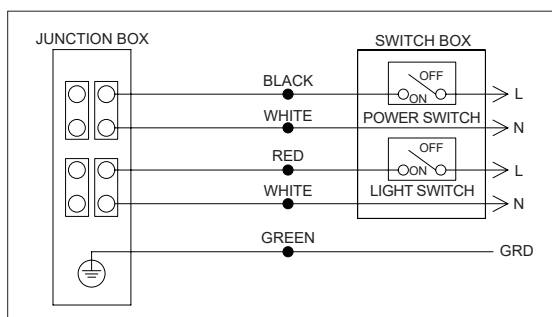 JUNCTION BOX
SWITCH BOX
BLACK
OFF
ON
L
WHITE
POWER SWITCH
N
RED
OFF
ON
L
WHITE
LIGHT SWITCH
N
GREEN
GRD